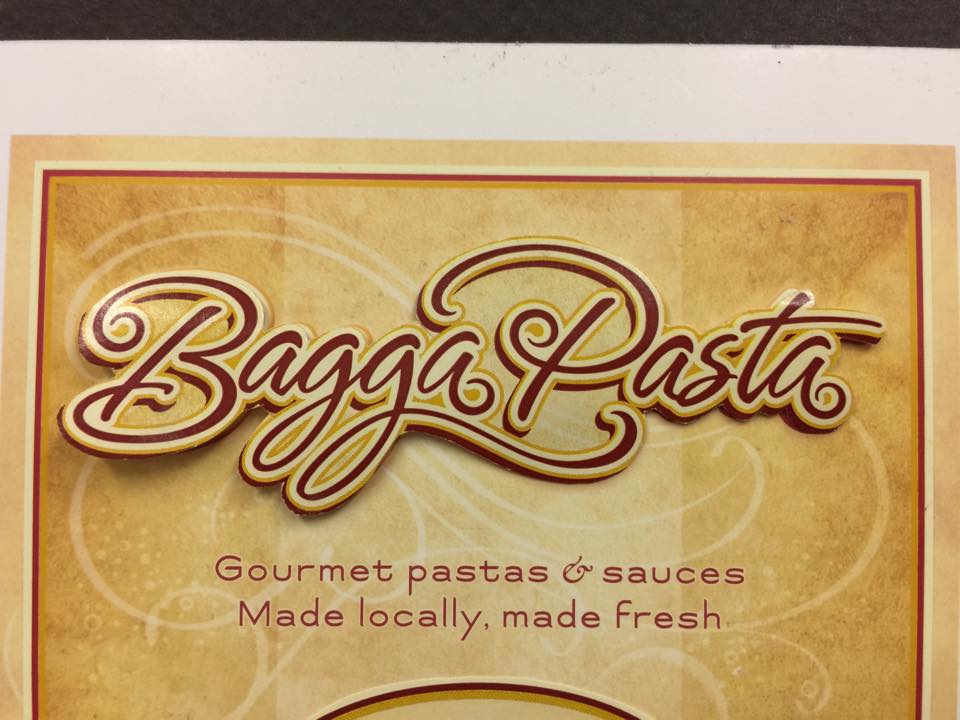 Bagga Pasta
Gourmet pastas & sauces
Made locally, made fresh